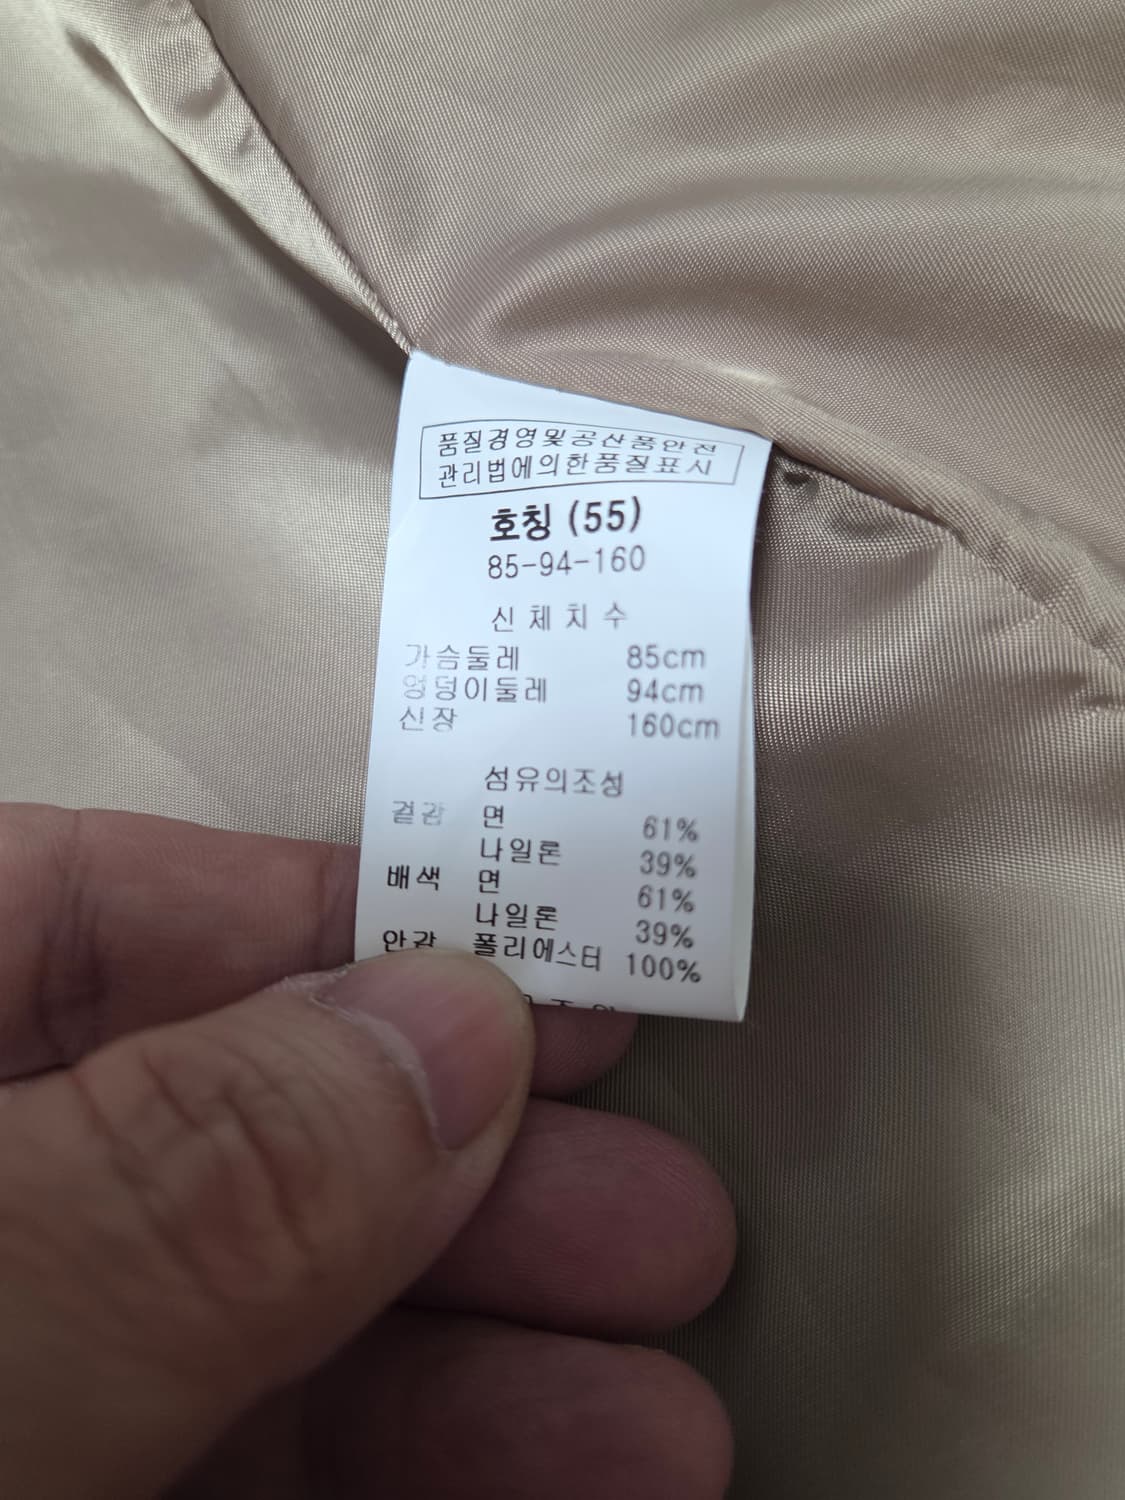 품질경영및공산품안전
관리법에의한품질표시
호칭 (55)
85-94-160
신체치수
가슴둘레 85cm
엉덩이둘레 94cm
신장 160cm
섬유의조성
겉감 면 61%
나일론 39%
배색 면 61%
나일론 39%
안감 폴리에스터 100%